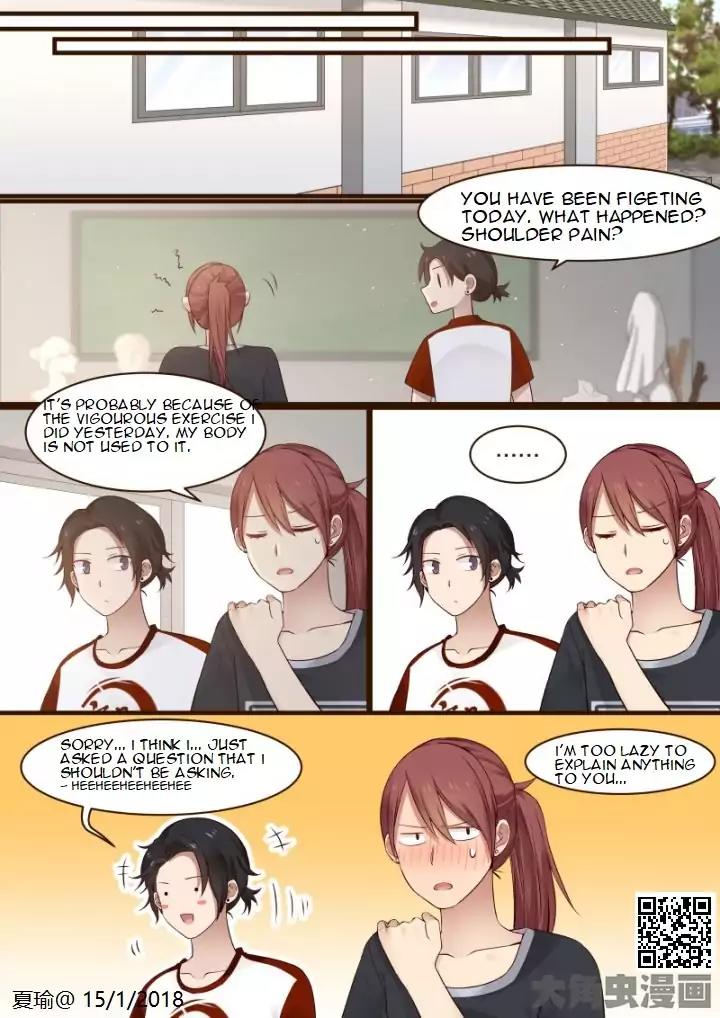 YOU HAVE BEEN FIGETING
TODAY. WHAT HAPPENED?
SHOULDER PAIN?
IT'S PROBABLY BECAUSE OF
THE VIGOUROUS EXERCISE I
DID YESTERDAY. MY BODY
IS NOT USED TO IT.
......
SORRY... I THINK I... JUST
ASKED A QUESTION THAT I
SHOULDN'T BE ASKING.
~ HEEHEEHEEHEEHEE
I'M TOO LAZY TO
EXPLAIN ANYTHING
TO YOU...
夏瑜@ 15/1/2018
大角虫漫画